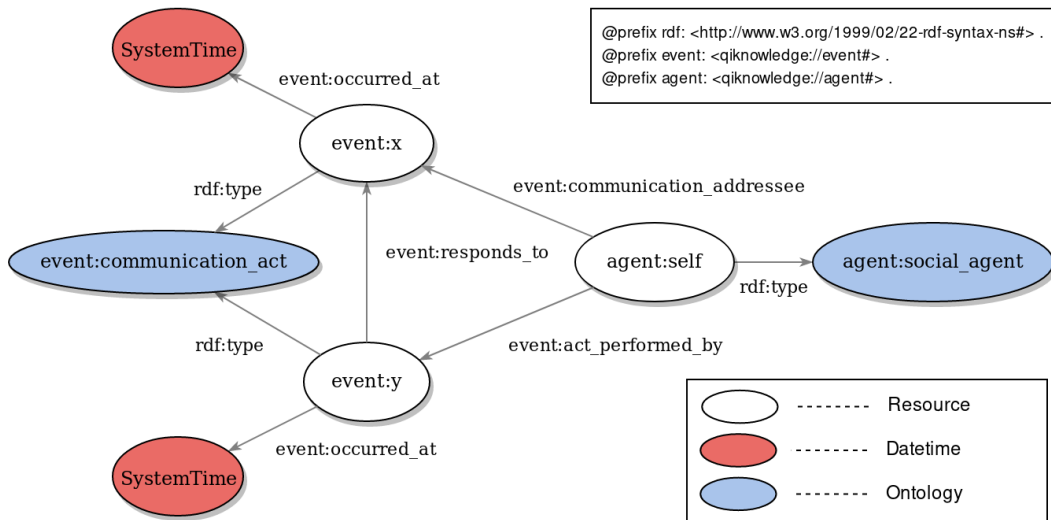 SystemTime
@prefix rdf: <http://www.w3.org/1999/02/22-rdf-syntax-ns#> .
@prefix event: <qiknowledge://event#> .
@prefix agent: <qiknowledge://agent#> .
event:occurred_at
event:x
rdf:type
event:communication_addressee
event:communication_act
event:responds_to
agent:self
agent:social_agent
rdf:type
rdf:type
event:act_performed_by
event:y
event:occurred_at
SystemTime
Resource
Datetime
Ontology